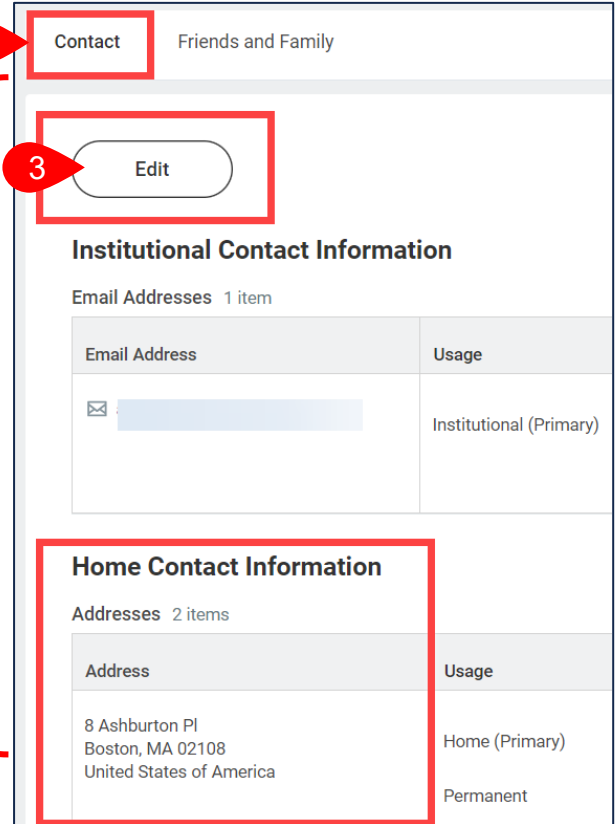 Contact Friends and Family
3 Edit
Institutional Contact Information
Email Addresses 1 item
Email Address Usage
Institutional (Primary)
Home Contact Information
Addresses 2 items
Address Usage
8 Ashburton Pl
Boston, MA 02108
United States of America
Home (Primary)
Permanent